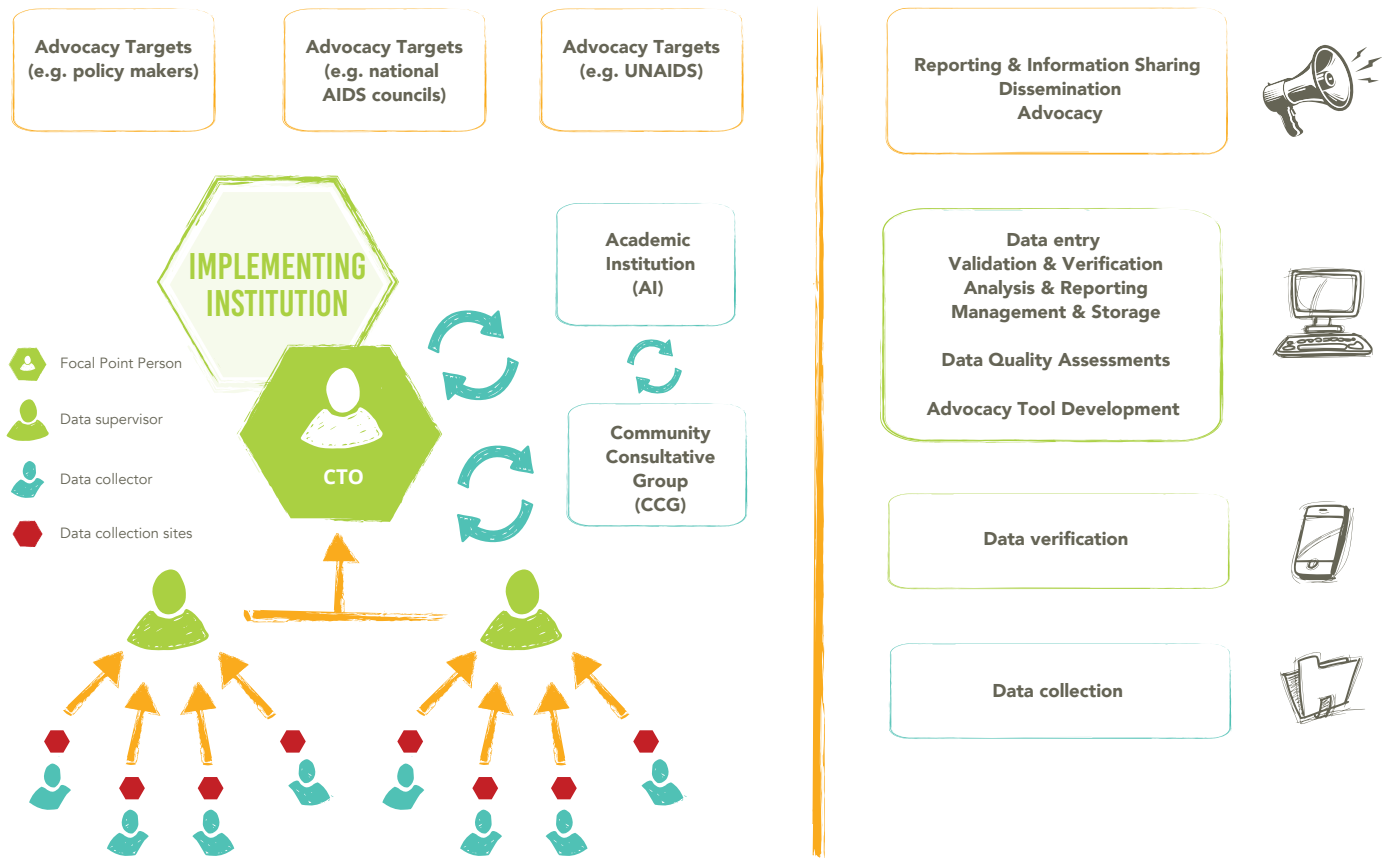 Advocacy Targets
(e.g. policy makers)
Advocacy Targets
(e.g. national
AIDS councils)
Advocacy Targets
(e.g. UNAIDS)
IMPLEMENTING
INSTITUTION
Academic
Institution
(AI)
Focal Point Person
Data supervisor
Data collector
Data collection sites
CTO
Community
Consultative
Group
(CCG)
Reporting & Information Sharing
Dissemination
Advocacy
Data entry
Validation & Verification
Analysis & Reporting
Management & Storage
Data Quality Assessments
Advocacy Tool Development
Data verification
Data collection